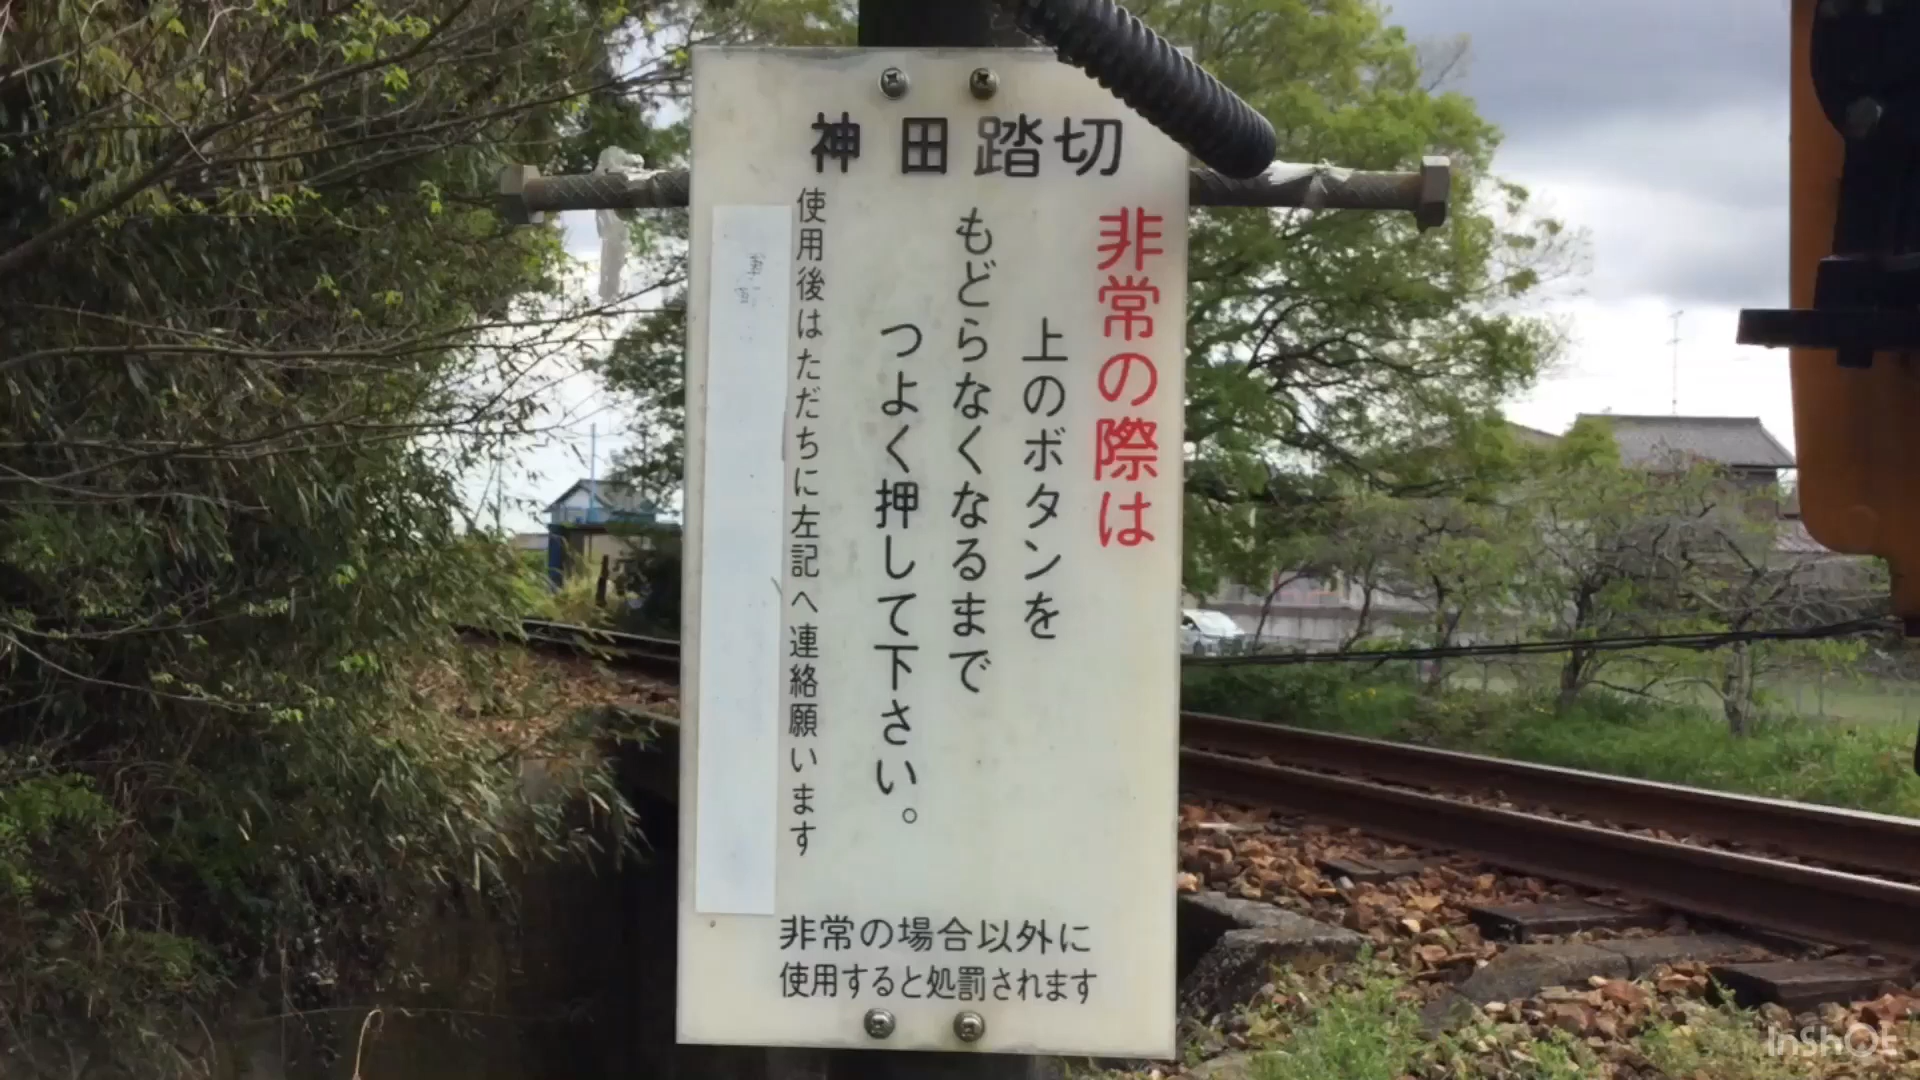 神田踏切
非常の際は
上のボタンを
もどらなくなるまで
つよく押して下さい。
使用後はただちに左記へ連絡願います
非常の場合以外に
使用すると処罰されます
InShOt